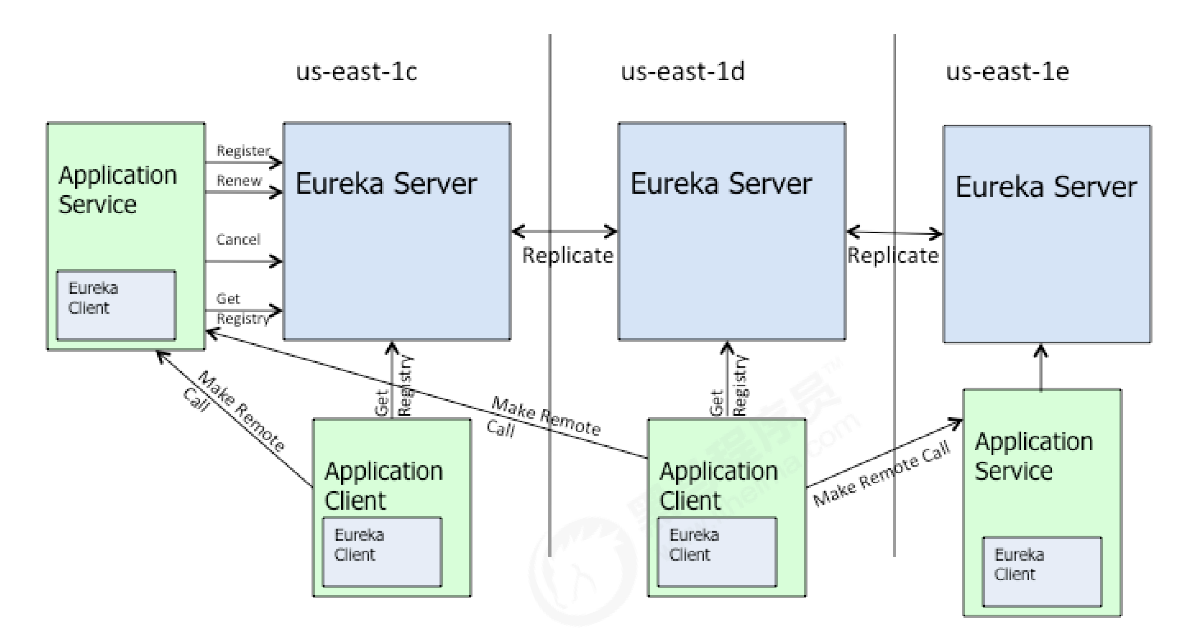 us-east-1c
us-east-1d
us-east-1e
Application
Service
Eureka
Client
Register
Renew
Cancel
Get
Registry
Eureka Server
Replicate
Eureka Server
Replicate
Eureka Server
Make Remote
Call
Get
Registry
Make Remote
Call
Get
Registry
Make Remote Call
Application
Client
Eureka
Client
Application
Client
Eureka
Client
Application
Service
Eureka
Client